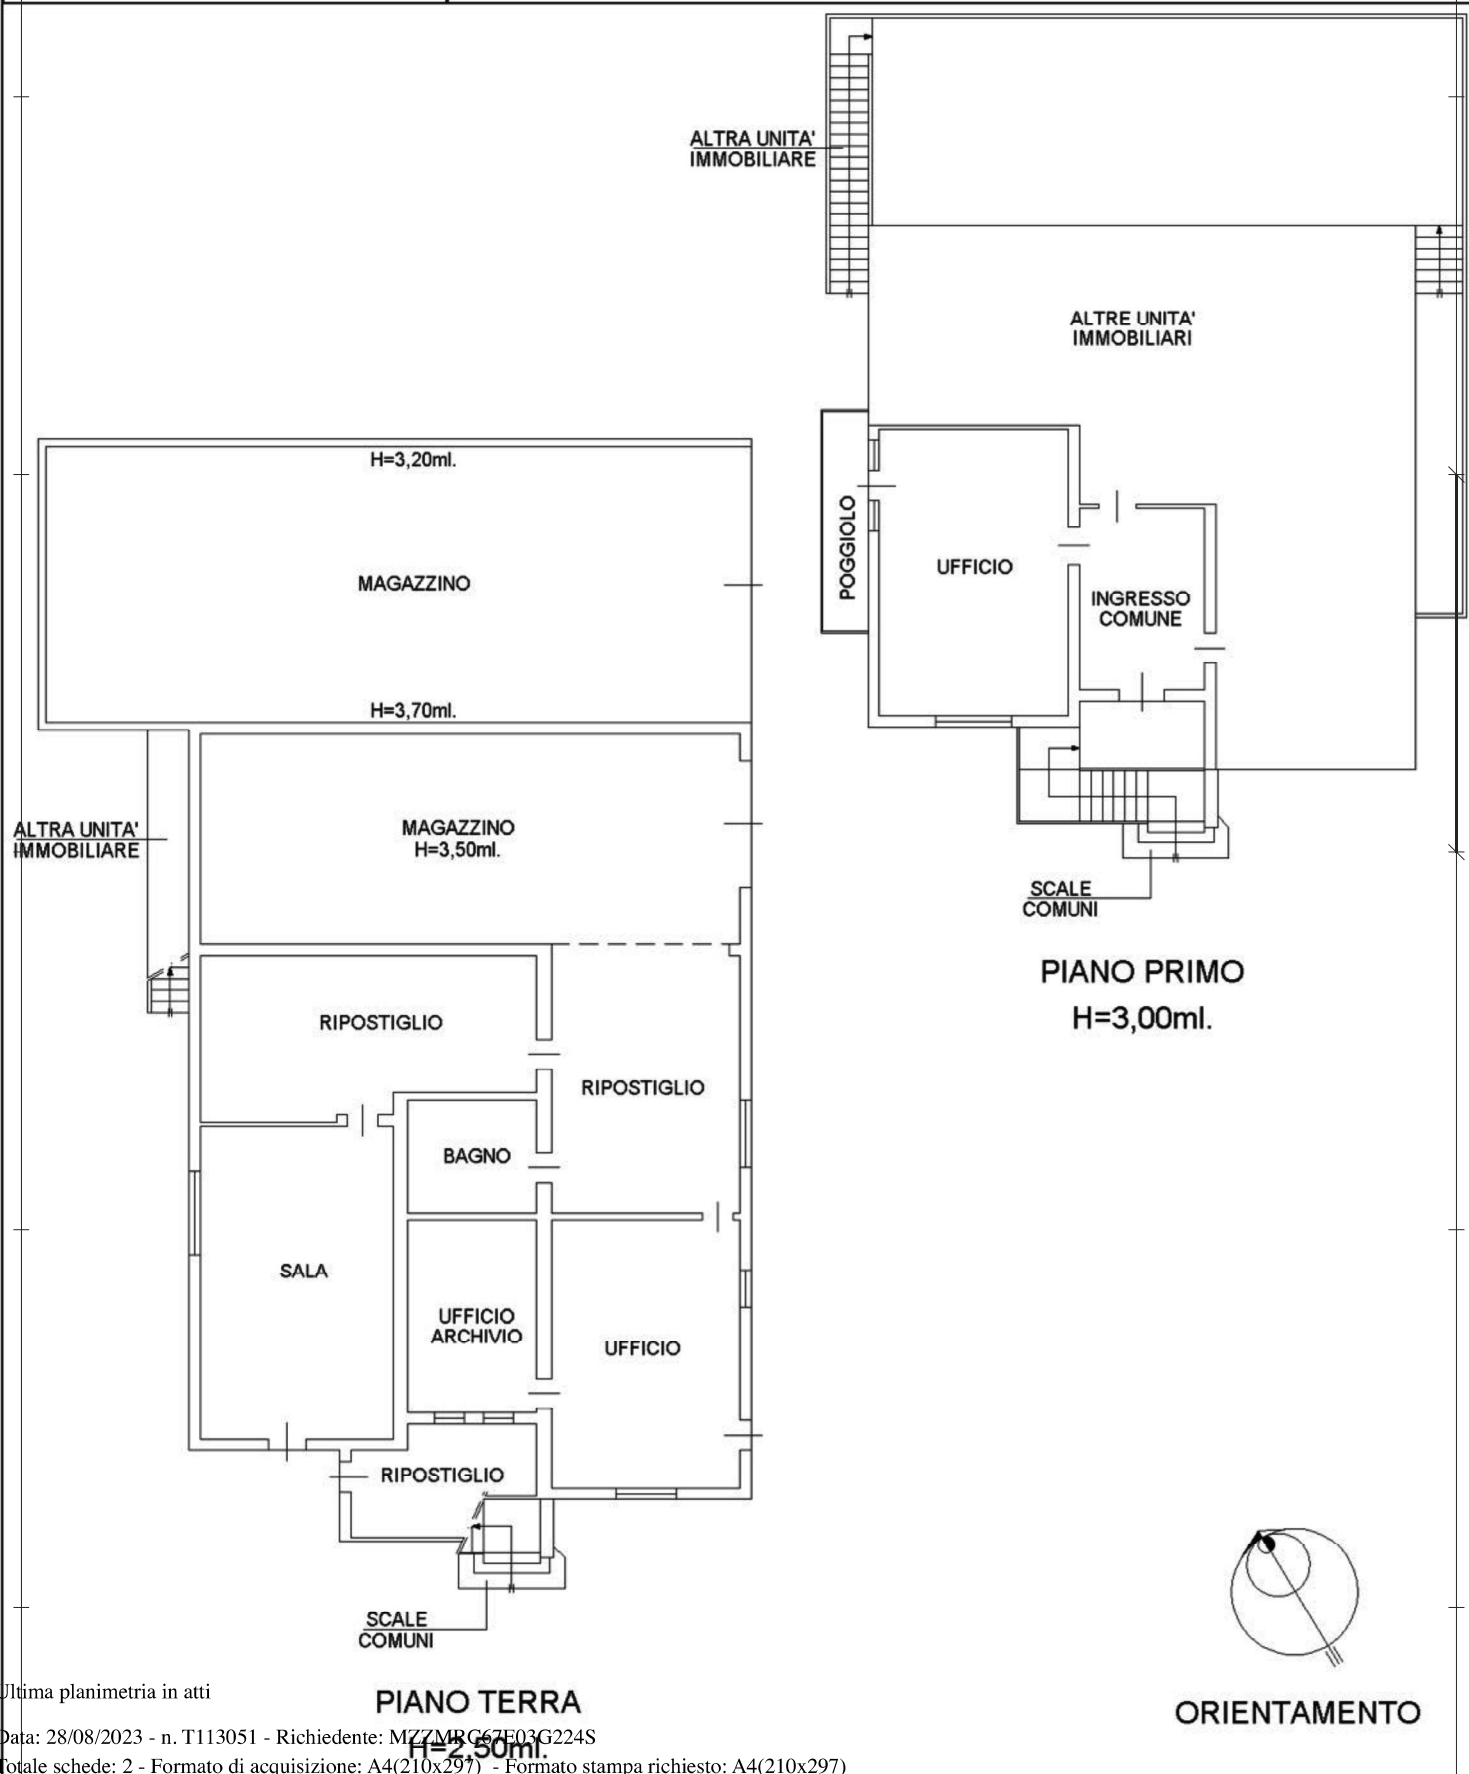 ALTRA UNITA'
IMMOBILIARE
ALTRE UNITA'
IMMOBILIARI
POGGIOLO
UFFICIO
INGRESSO
COMUNE
SCALE
COMUNI
PIANO PRIMO
H=3,00ml.
H=3,20ml.
MAGAZZINO
H=3,70ml.
ALTRA UNITA'
IMMOBILIARE
MAGAZZINO
H=3,50ml.
RIPOSTIGLIO
RIPOSTIGLIO
BAGNO
SALA
UFFICIO
ARCHIVIO
UFFICIO
RIPOSTIGLIO
SCALE
COMUNI
PIANO TERRA
H=2,50ml.
ORIENTAMENTO
Ultima planimetria in atti
Data: 28/08/2023 - n. T113051 - Richiedente: MZZMRC67E03G224S
Totale schede: 2 - Formato di acquisizione: A4(210x297) - Formato stampa richiesto: A4(210x297)